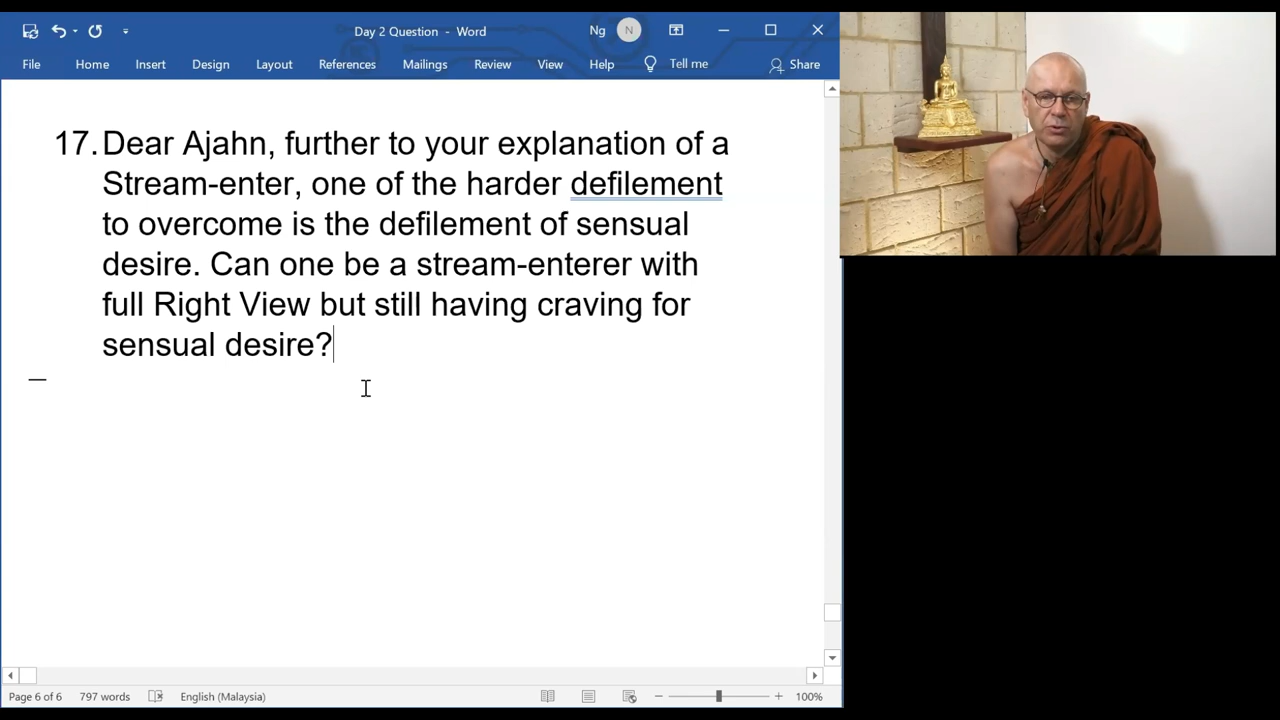 Day 2 Question - Word
Ng
N
File
Home
Insert
Design
Layout
References
Mailings
Review
View
Help
Tell me
Share
17. Dear Ajahn, further to your explanation of a
Stream-enter, one of the harder defilement
to overcome is the defilement of sensual
desire. Can one be a stream-enterer with
full Right View but still having craving for
sensual desire?
Page 6 of 6
797 words
English (Malaysia)
100%